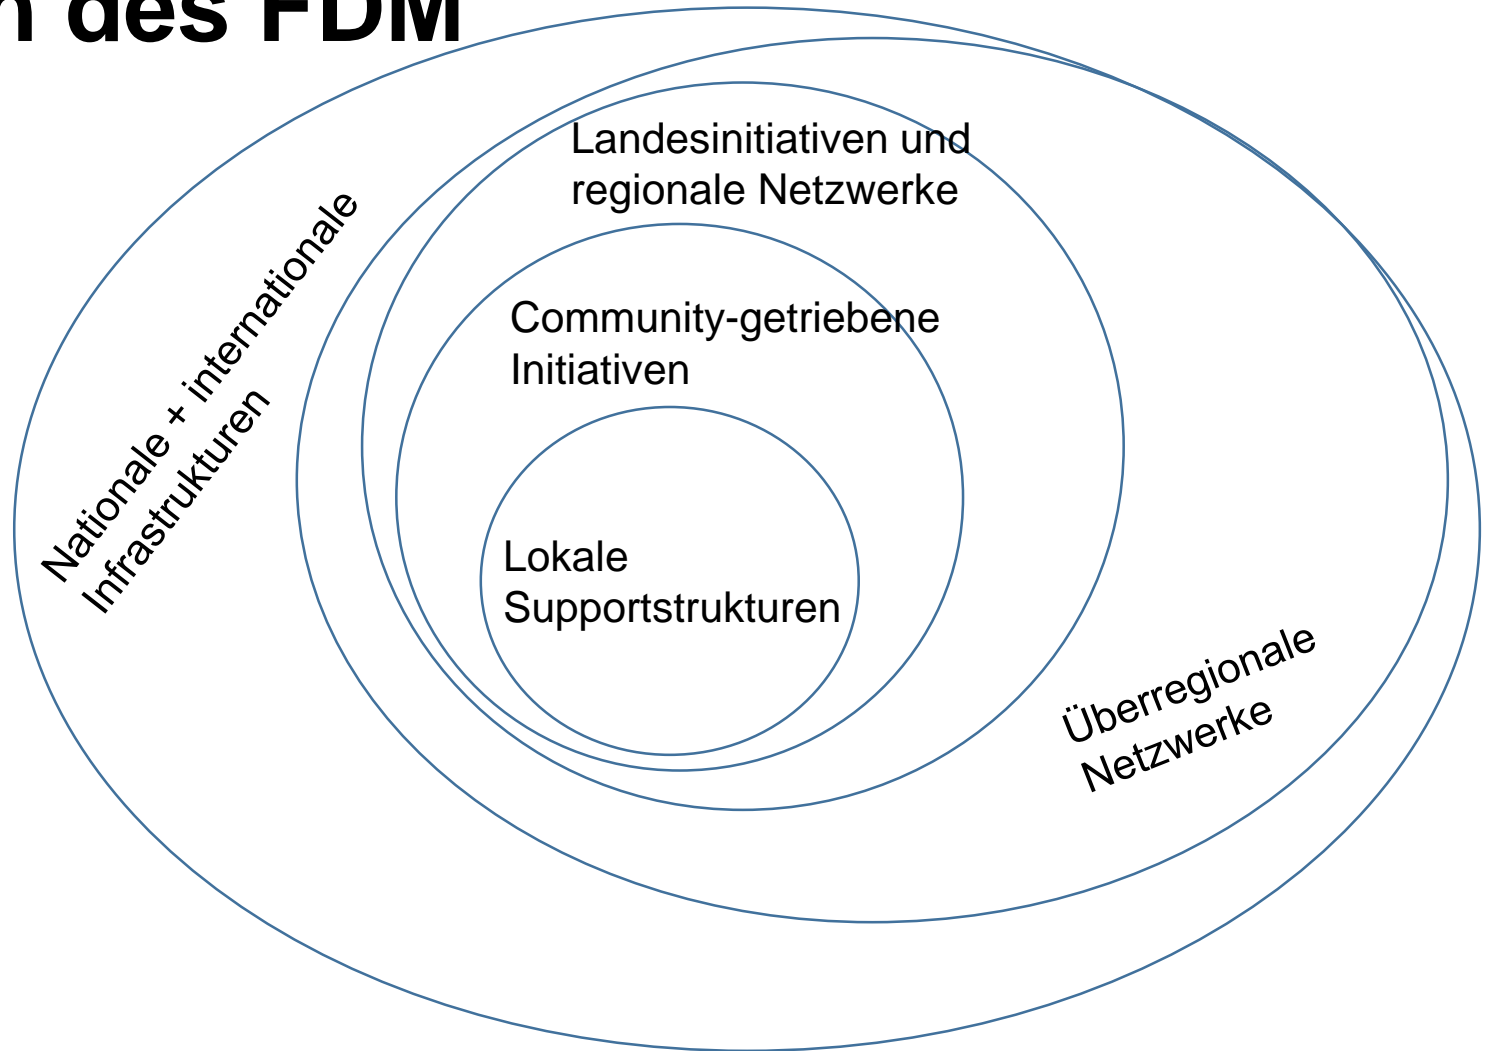 des FDM
Landesinitiativen und
regionale Netzwerke
Nationale + internationale
Infrastrukturen
Community-getriebene
Initiativen
Lokale
Supportstrukturen
Überregionale
Netzwerke